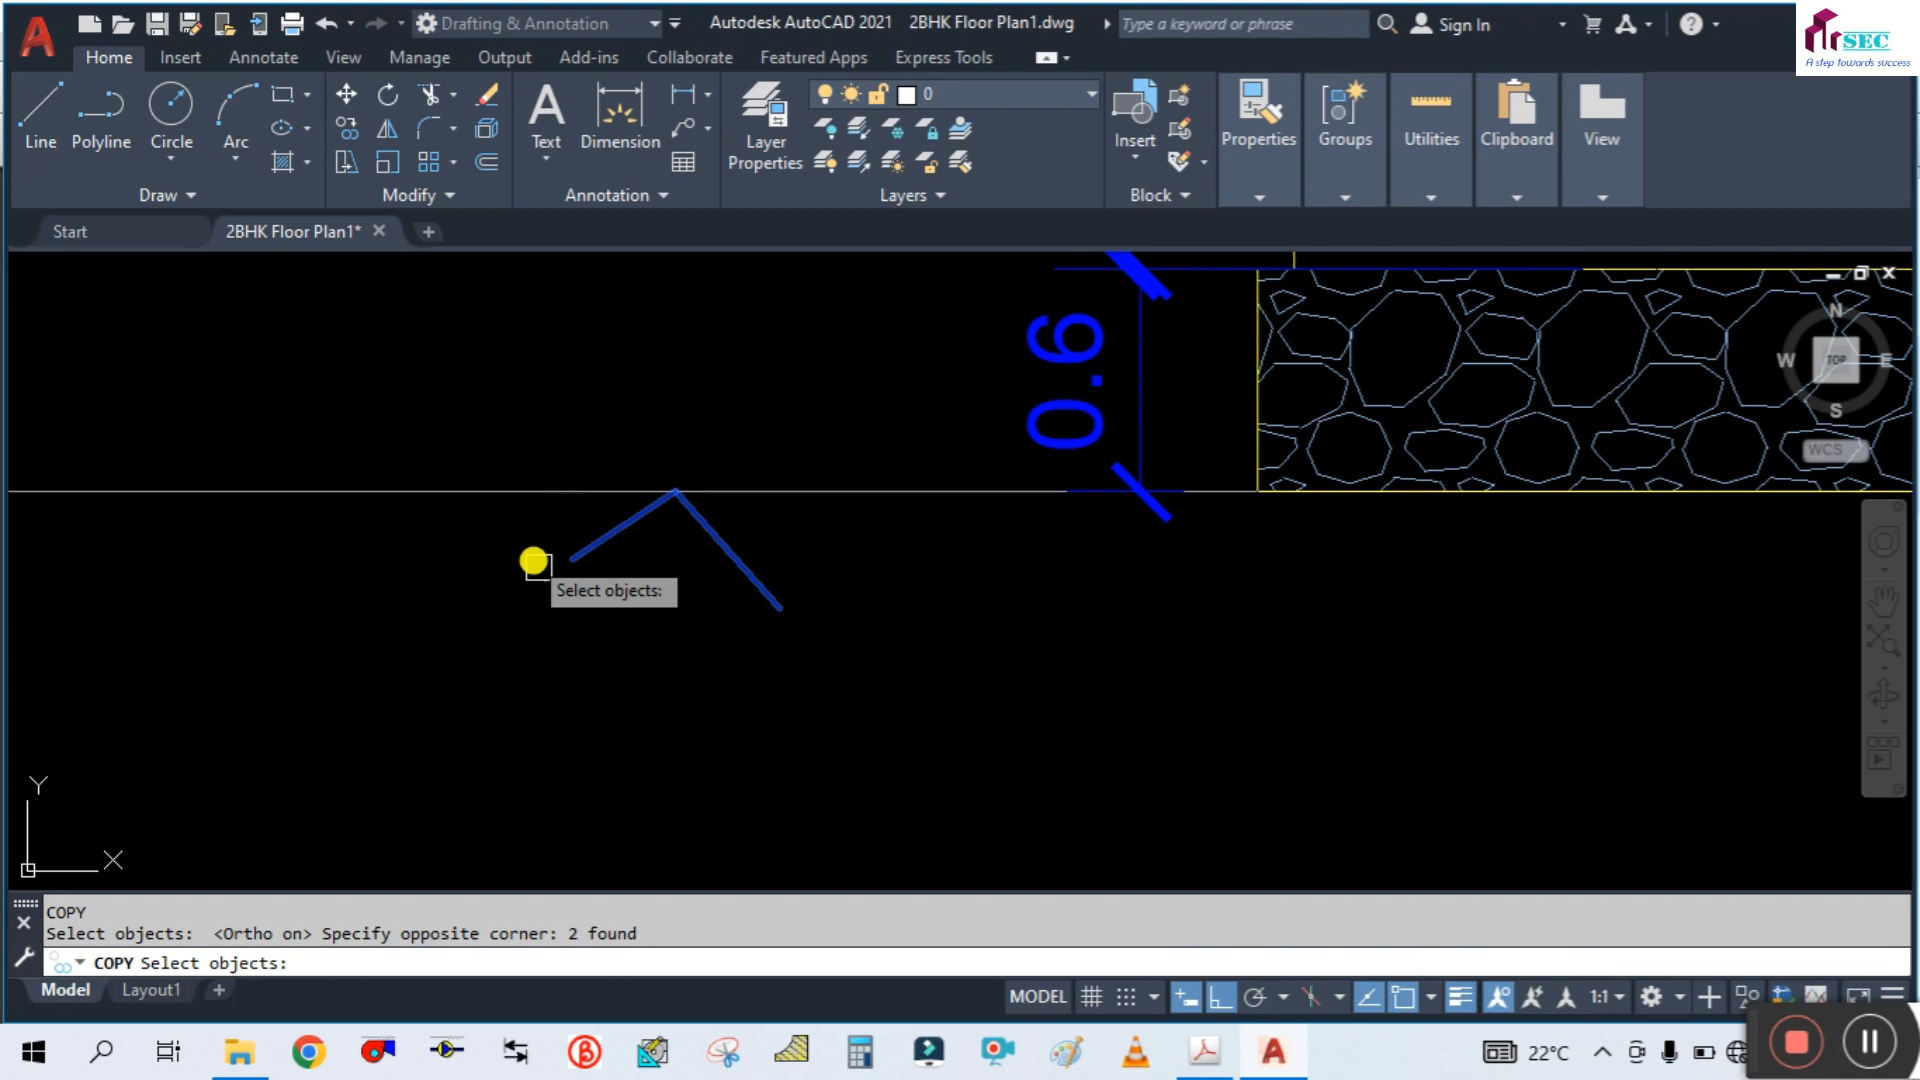 Drafting & Annotation
Autodesk AutoCAD 2021 2BHK Floor Plan1.dwg
Type a keyword or phrase
Sign In
SEC
A step towards success
Home Insert Annotate View Manage Output Add-ins Collaborate Featured Apps Express Tools
0
Line Polyline Circle Arc
Text Dimension
Layer
Properties
Insert
Properties Groups Utilities Clipboard View
Draw Modify Annotation Layers Block
Start 2BHK Floor Plan1*
0.6
N
W TOP E
S
WCS
Select objects:
Y
X
COPY
Select objects: <Ortho on> Specify opposite corner: 2 found
COPY Select objects:
Model Layout1
MODEL
1:1
22°C